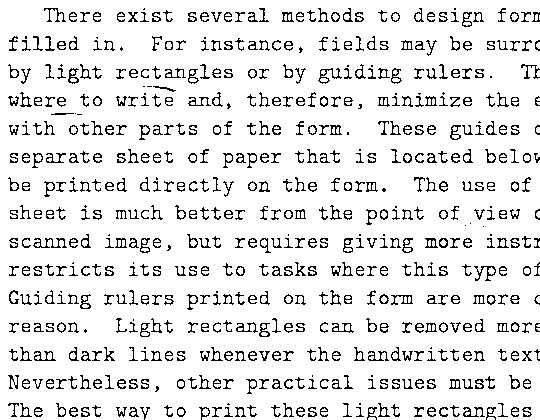 There exist several methods to design
filled in. For instance, fields may be
by light rectangles or by guiding rulers.
where to write and, therefore, minimize the
with other parts of the form. These guides
separate sheet of paper that is located
be printed directly on the form. The use of
sheet is much better from the point of view
scanned image, but requires giving more
restricts its use to tasks where this type of
Guiding rulers printed on the form are more
reason. Light rectangles can be removed more
than dark lines whenever the handwritten text
Nevertheless, other practical issues must be
The best way to print these light rectangles